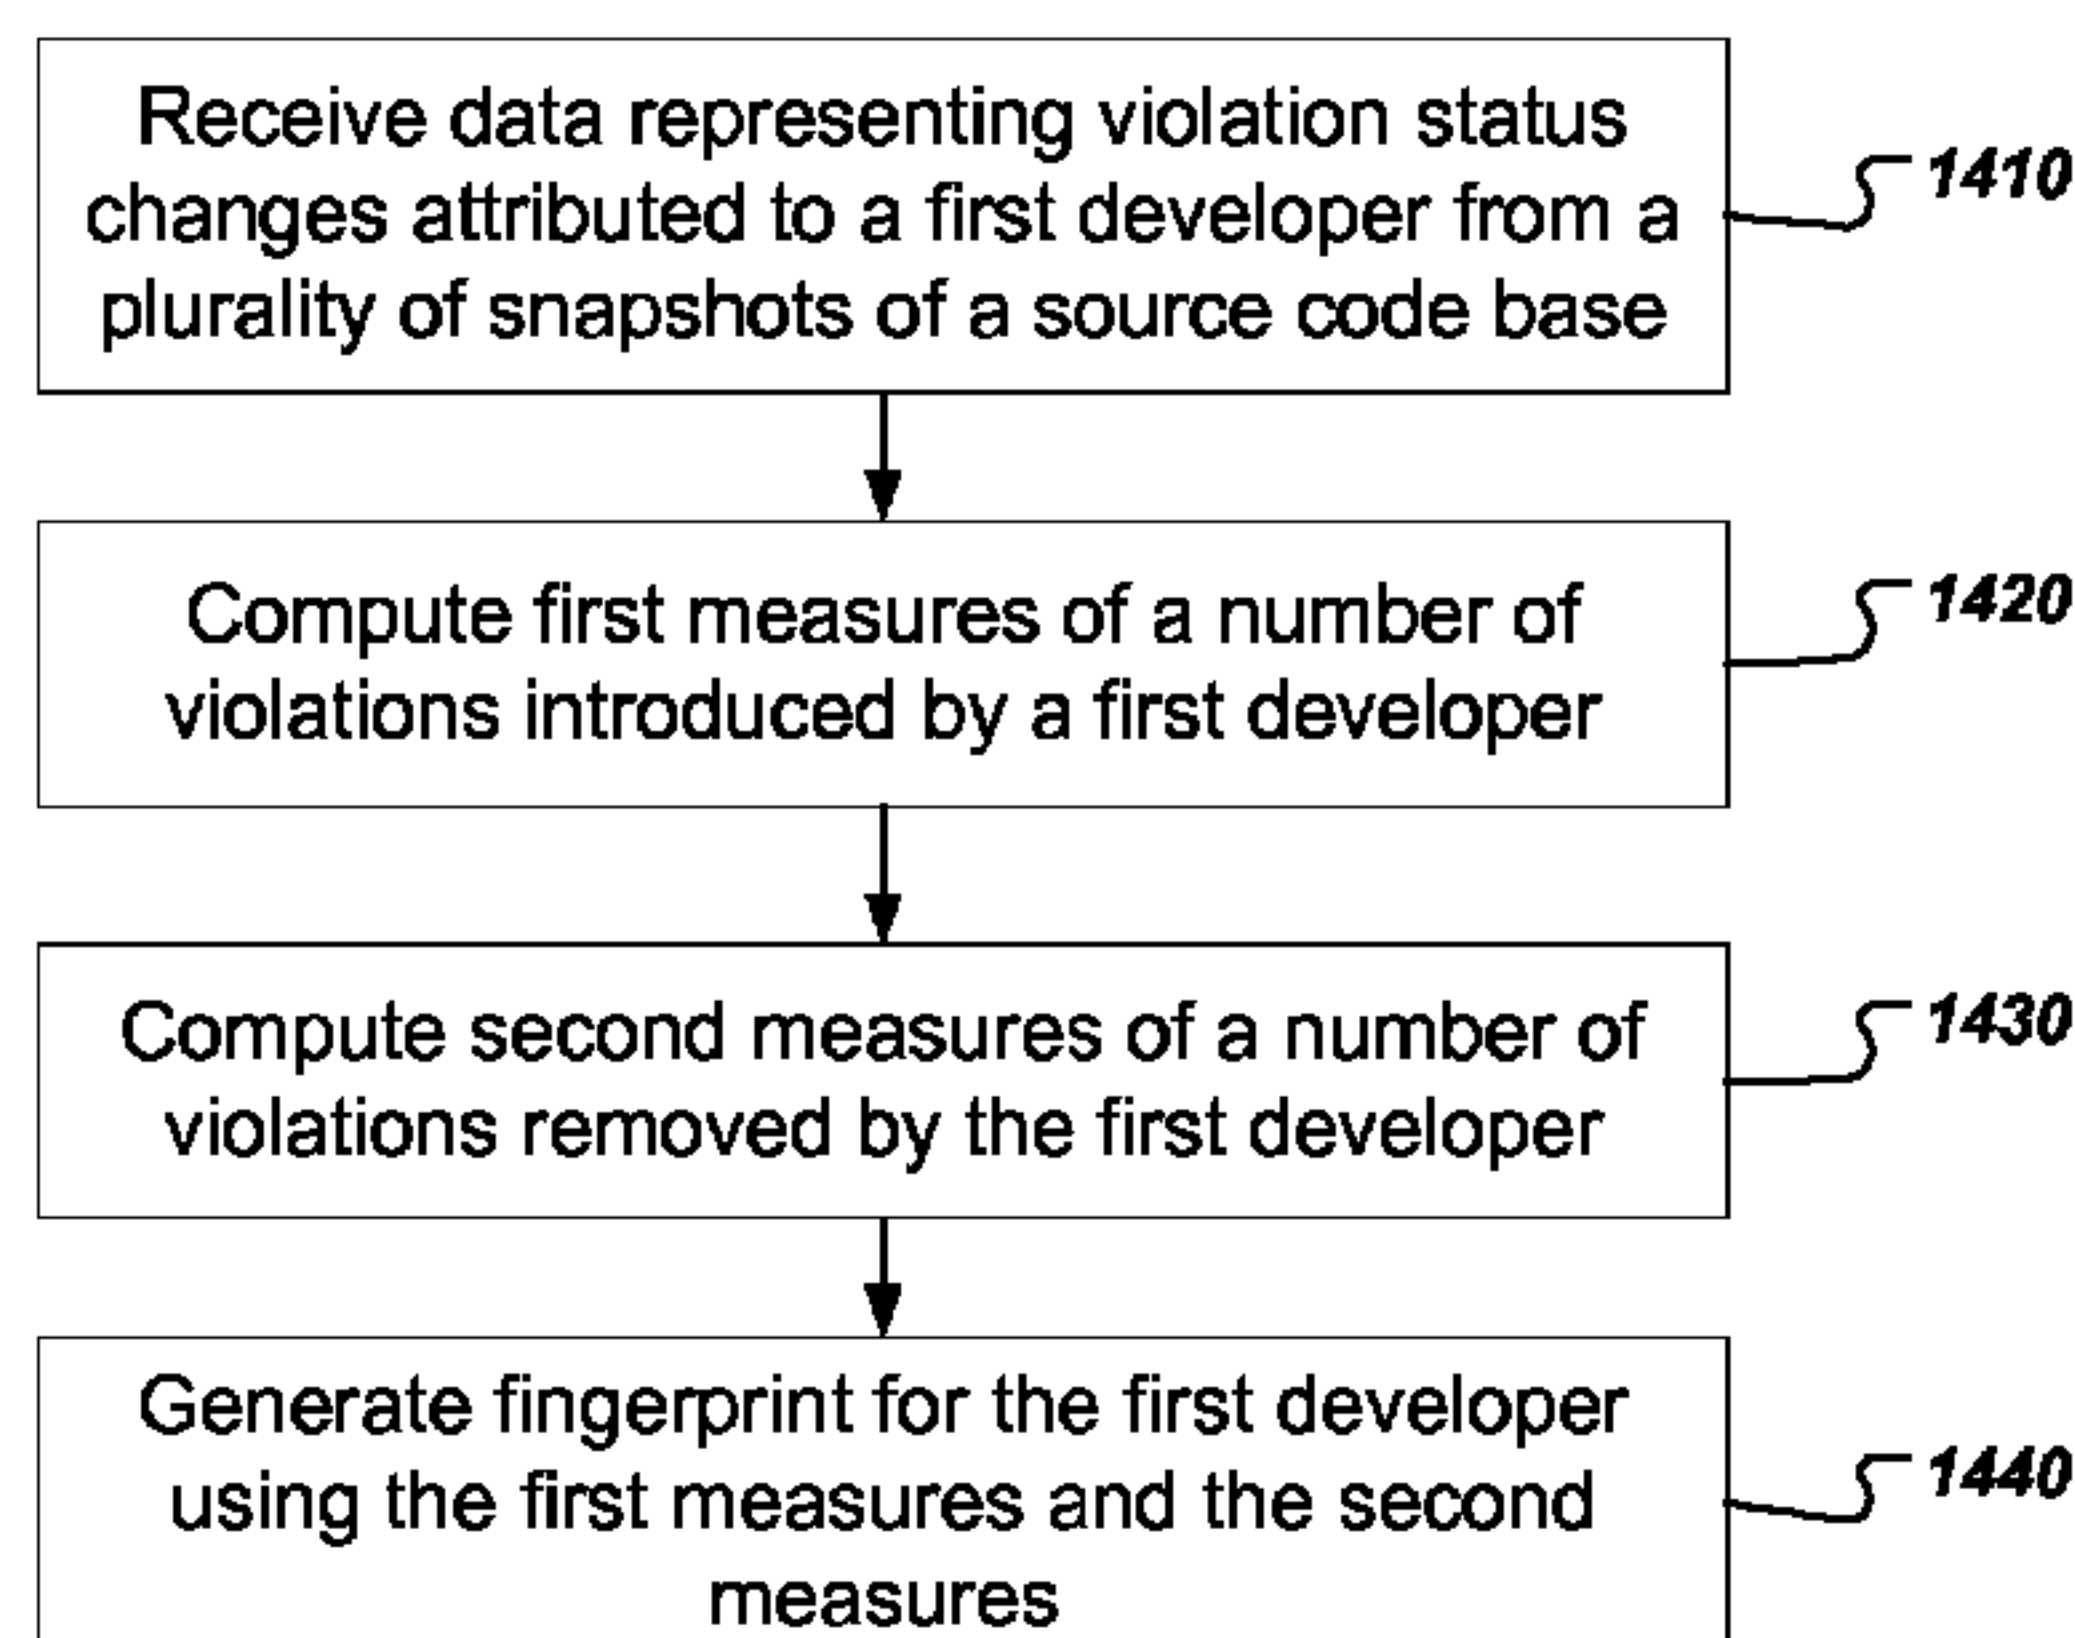 Receive data representing violation status
changes attributed to a first developer from a
plurality of snapshots of a source code base
1410
Compute first measures of a number of
violations introduced by a first developer
1420
Compute second measures of a number of
violations removed by the first developer
1430
Generate fingerprint for the first developer
using the first measures and the second
measures
1440